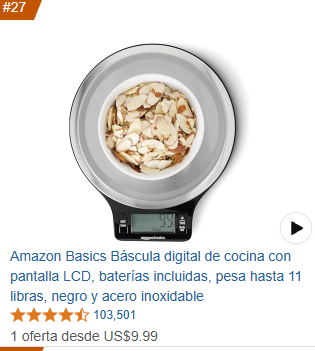 #27
amazonbasics
Amazon Basics Báscula digital de cocina con
pantalla LCD, baterías incluidas, pesa hasta 11
libras, negro y acero inoxidable
103,501
1 oferta desde US$9.99